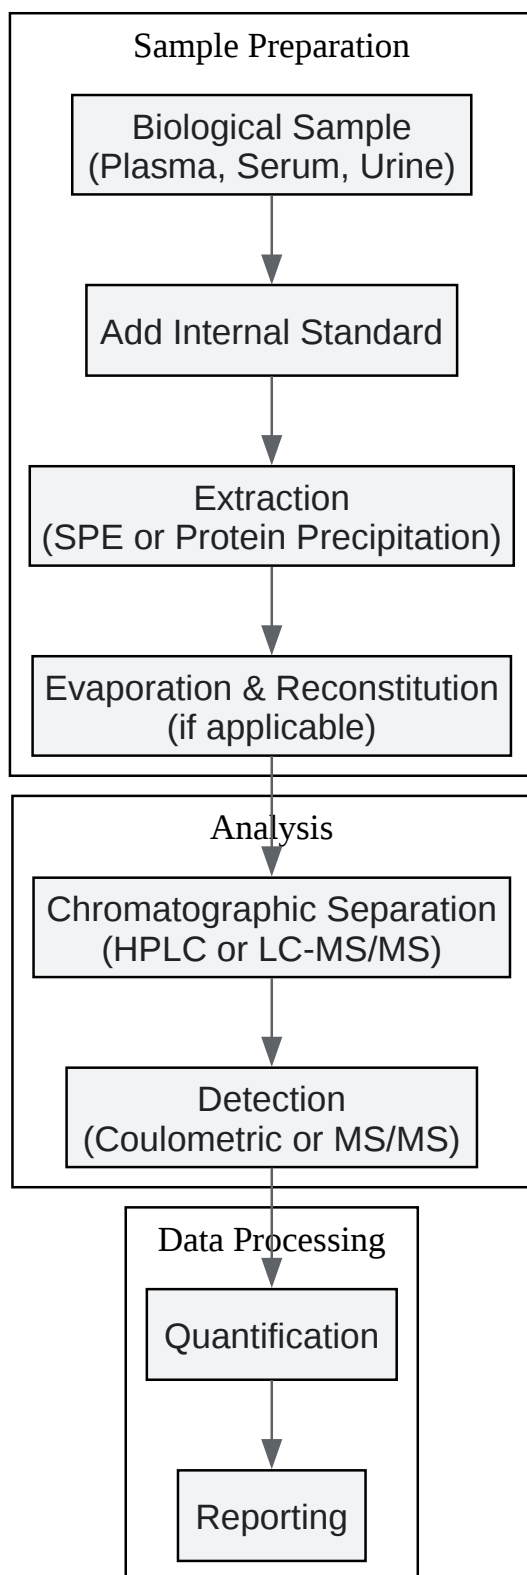 Sample Preparation
Biological Sample
(Plasma, Serum, Urine)
Add Internal Standard
Extraction
(SPE or Protein Precipitation)
Evaporation & Reconstitution
(if applicable)
Analysis
Chromatographic Separation
(HPLC or LC-MS/MS)
Detection
(Coulometric or MS/MS)
Data Processing
Quantification
Reporting